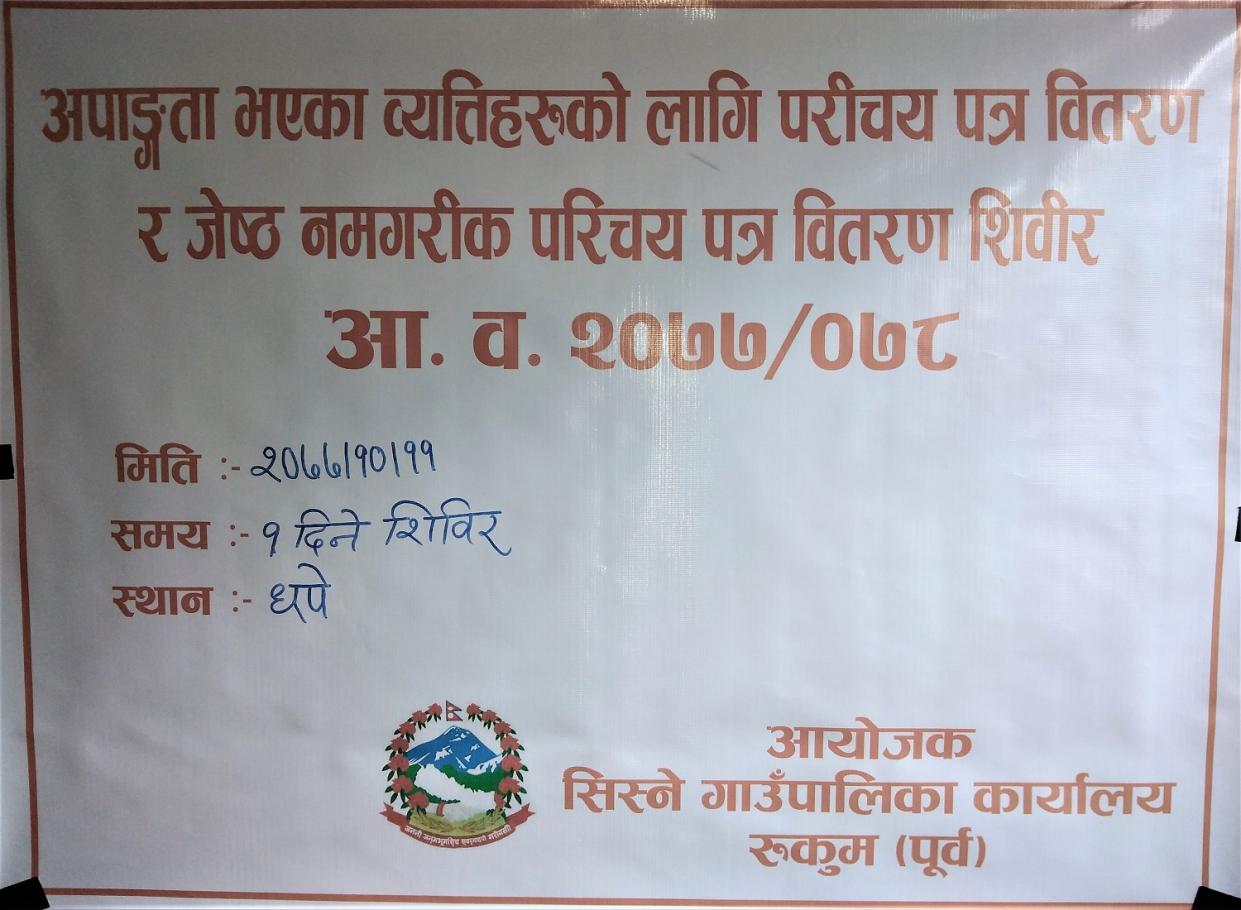 अपाङ्गता भएका व्यत्तिहरुको लागि परीचय पत्र वितरण
र जेष्ठ नमगरीक परिचय पत्र वितरण शिवीर
आ. व. २०७७/०७८
मिति :- २०७७।१०।११
समय :- १ दिने शिविर
स्थान :- धपे
आयोजक
सिस्ने गाउँपालिका कार्यालय
रुकुम (पूर्व)